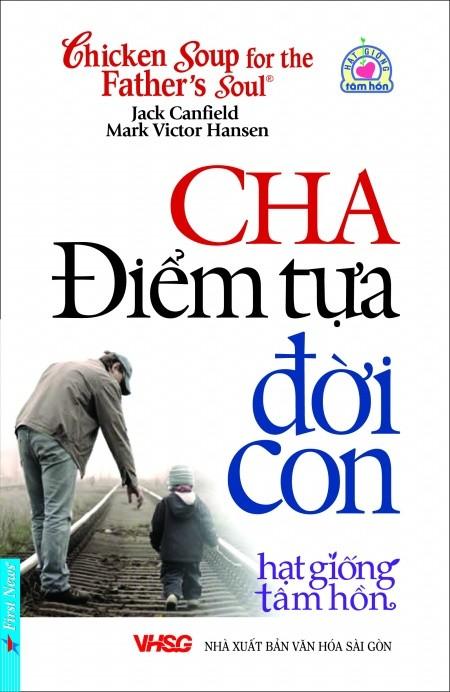 Chicken Soup for the
Father's Soul®
Jack Canfield
Mark Victor Hansen
HẠT GIỐNG
tâm hồn
CHA
Điểm tựa
đời
con
hạt giống
tâm hồn
First News
VHSG NHÀ XUẤT BẢN VĂN HÓA SÀI GÒN